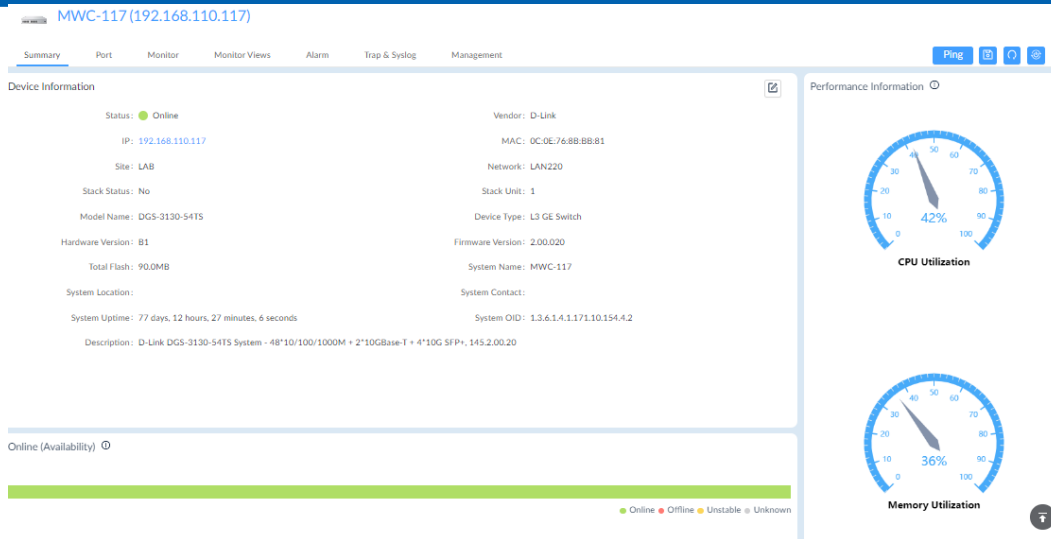 MWC-117 (192.168.110.117)
Summary Port Monitor Monitor Views Alarm Trap & Syslog Management Ping
Device Information
Status: Online Vendor: D-Link
IP: 192.168.110.117 MAC: 0C:0E:76:8B:BB:81
Site: LAB Network: LAN220
Stack Status: No Stack Unit: 1
Model Name: DGS-3130-54TS Device Type: L3 GE Switch
Hardware Version: B1 Firmware Version: 2.00.020
Total Flash: 90.0MB System Name: MWC-117
System Location: System Contact:
System Uptime: 77 days, 12 hours, 27 minutes, 6 seconds System OID: 1.3.6.1.4.1.171.10.154.4.2
Description: D-Link DGS-3130-54TS System - 48*10/100/1000M + 2*10GBase-T + 4*10G SFP+, 145.2.00.20
Online (Availability)
Online Offline Unstable Unknown
Performance Information
0 10 20 30 40 50 60 70 80 90 100
42%
CPU Utilization
0 10 20 30 40 50 60 70 80 90 100
36%
Memory Utilization